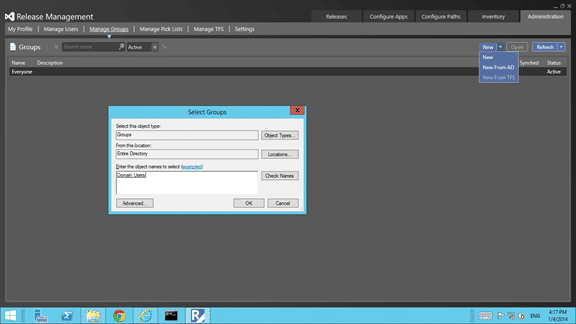 Release Management
Releases Configure Apps Configure Paths Inventory Administration
My Profile Manage Users Manage Groups Manage Pick Lists Manage TFS Settings
Groups Search name Active New Open Refresh
Name Description Synched Status
Everyone Active
New
New From AD
New From TFS
Select Groups
Select this object type:
Groups Object Types...
From this location:
Entire Directory Locations...
Enter the object names to select (examples):
Domain Users Check Names
Advanced... OK Cancel
ENG
4:17 PM
1/4/2014